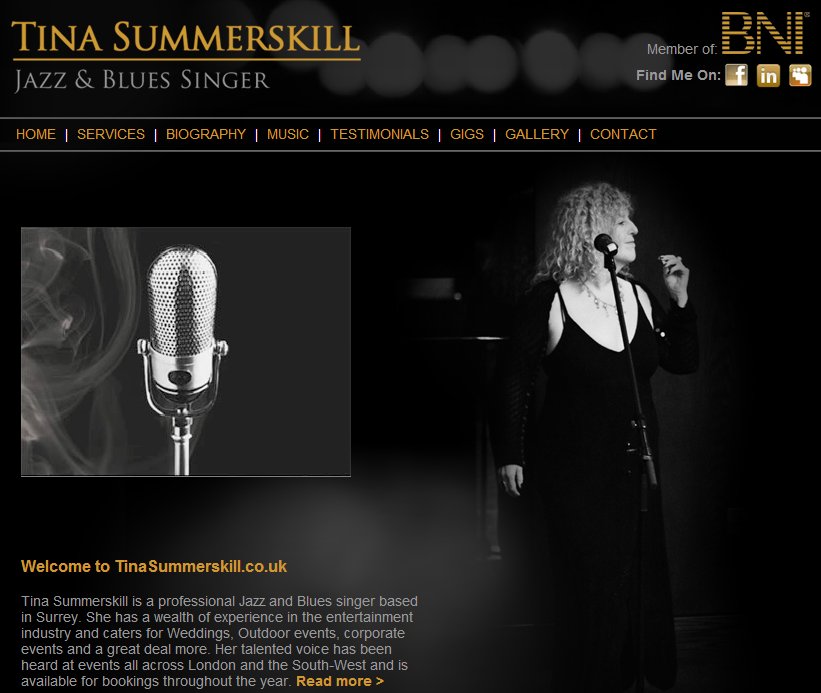 TINA SUMMERSKILL
JAZZ & BLUES SINGER
Member of: BNI®
Find Me On: f in
HOME | SERVICES | BIOGRAPHY | MUSIC | TESTIMONIALS | GIGS | GALLERY | CONTACT
Welcome to TinaSummerskill.co.uk
Tina Summerskill is a professional Jazz and Blues singer based
in Surrey. She has a wealth of experience in the entertainment
industry and caters for Weddings, Outdoor events, corporate
events and a great deal more. Her talented voice has been
heard at events all across London and the South-West and is
available for bookings throughout the year. Read more >